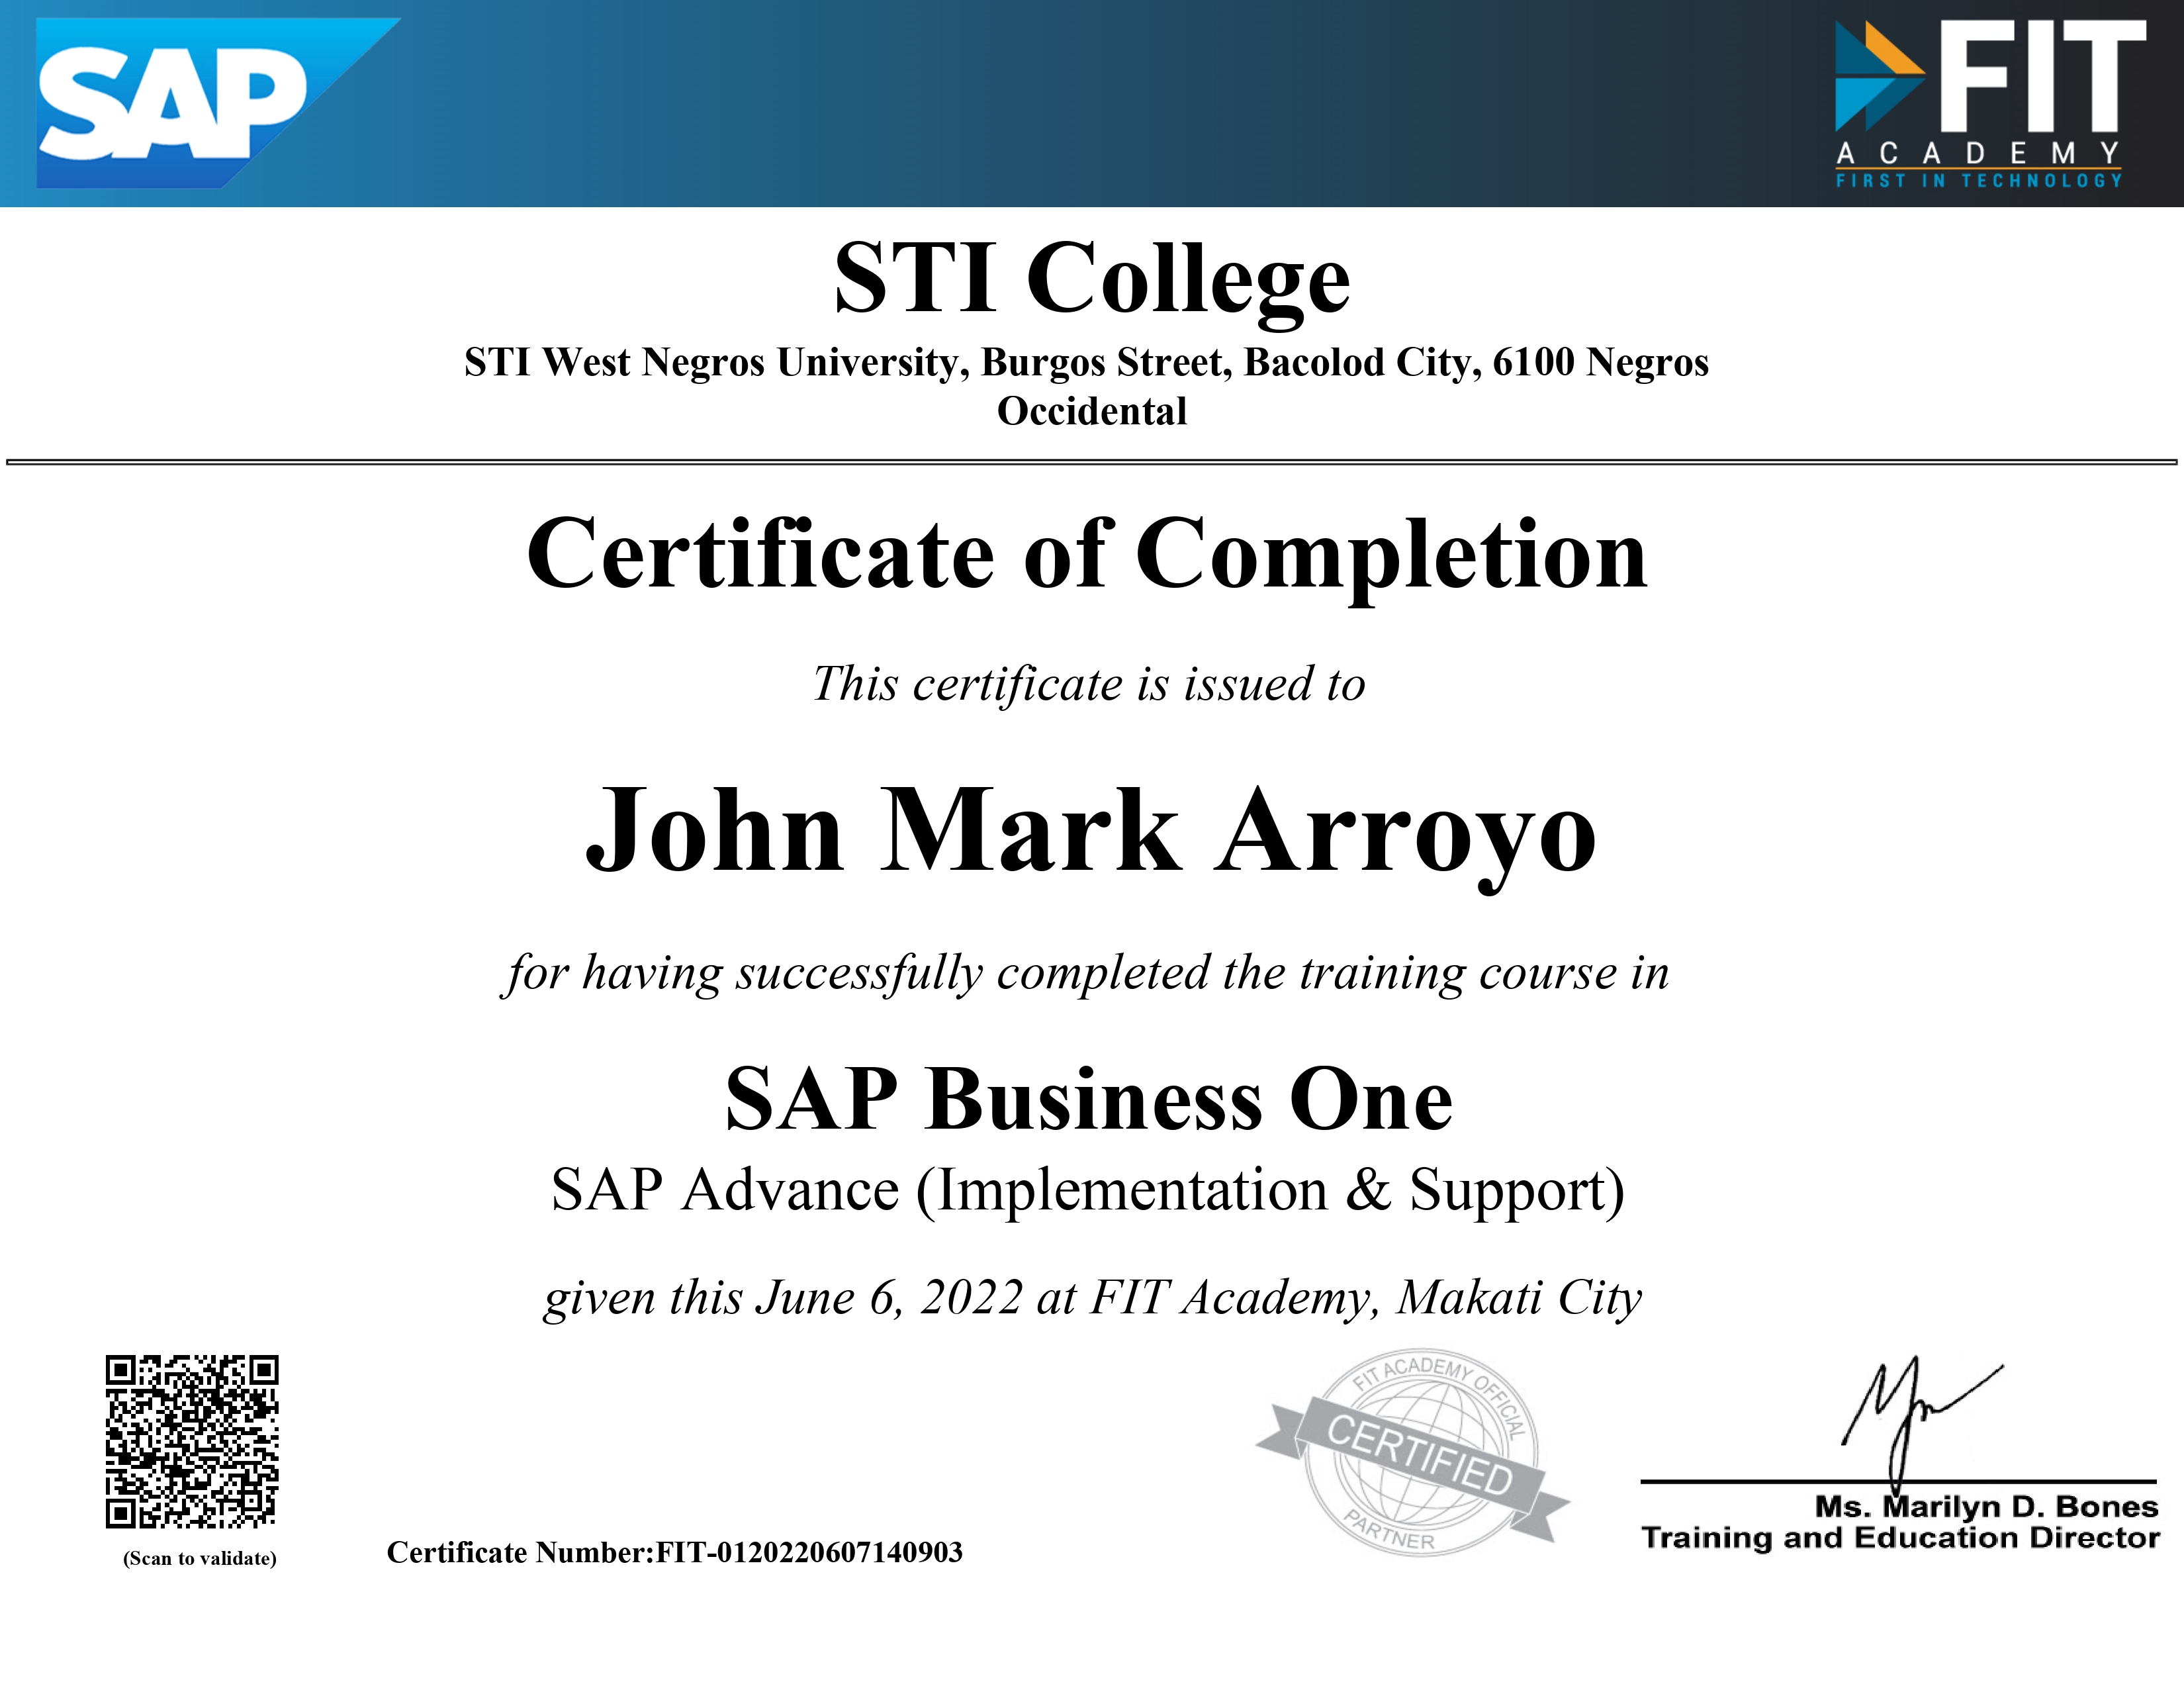 SAP
FIT
ACADEMY
FIRST IN TECHNOLOGY
STI College
STI West Negros University, Burgos Street, Bacolod City, 6100 Negros
Occidental
Certificate of Completion
This certificate is issued to
John Mark Arroyo
for having successfully completed the training course in
SAP Business One
SAP Advance (Implementation & Support)
given this June 6, 2022 at FIT Academy, Makati City
(Scan to validate)
Certificate Number:FIT-0120220607140903
FIT ACADEMY OFFICIAL
CERTIFIED
PARTNER
Ms. Marilyn D. Bones
Training and Education Director